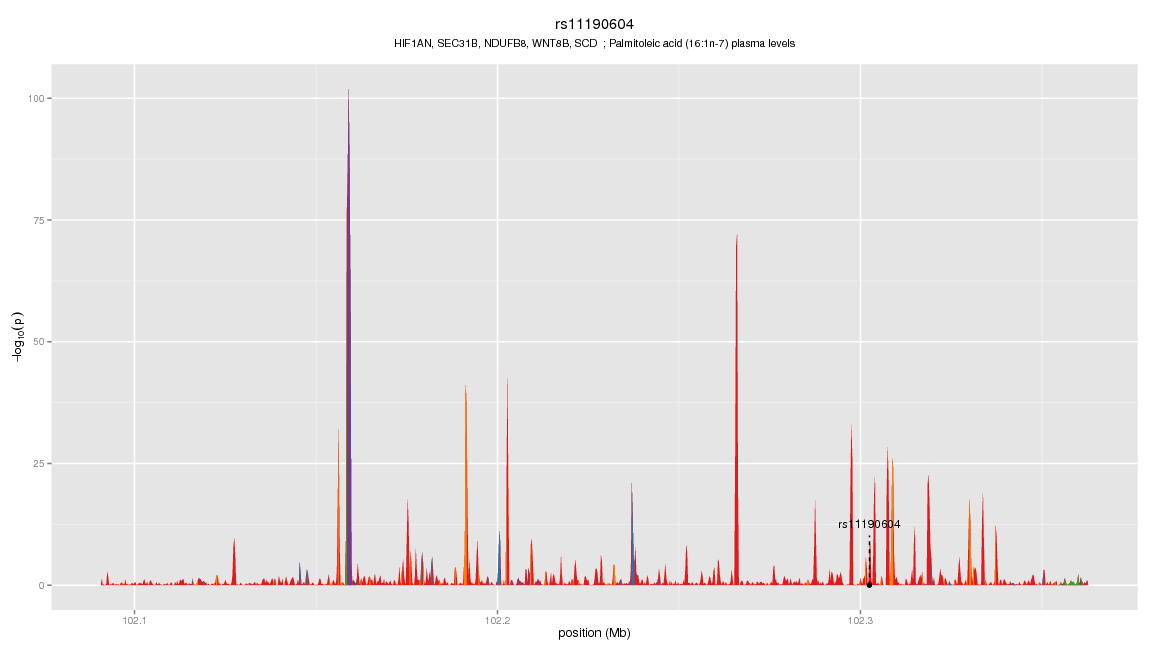 rs11190604
HIF1AN, SEC31B, NDUFB8, WNT8B, SCD ; Palmitoleic acid (16:1n-7) plasma levels
100
75
50
25
0
−log10(p)
rs11190604
102.1
102.2
102.3
position (Mb)